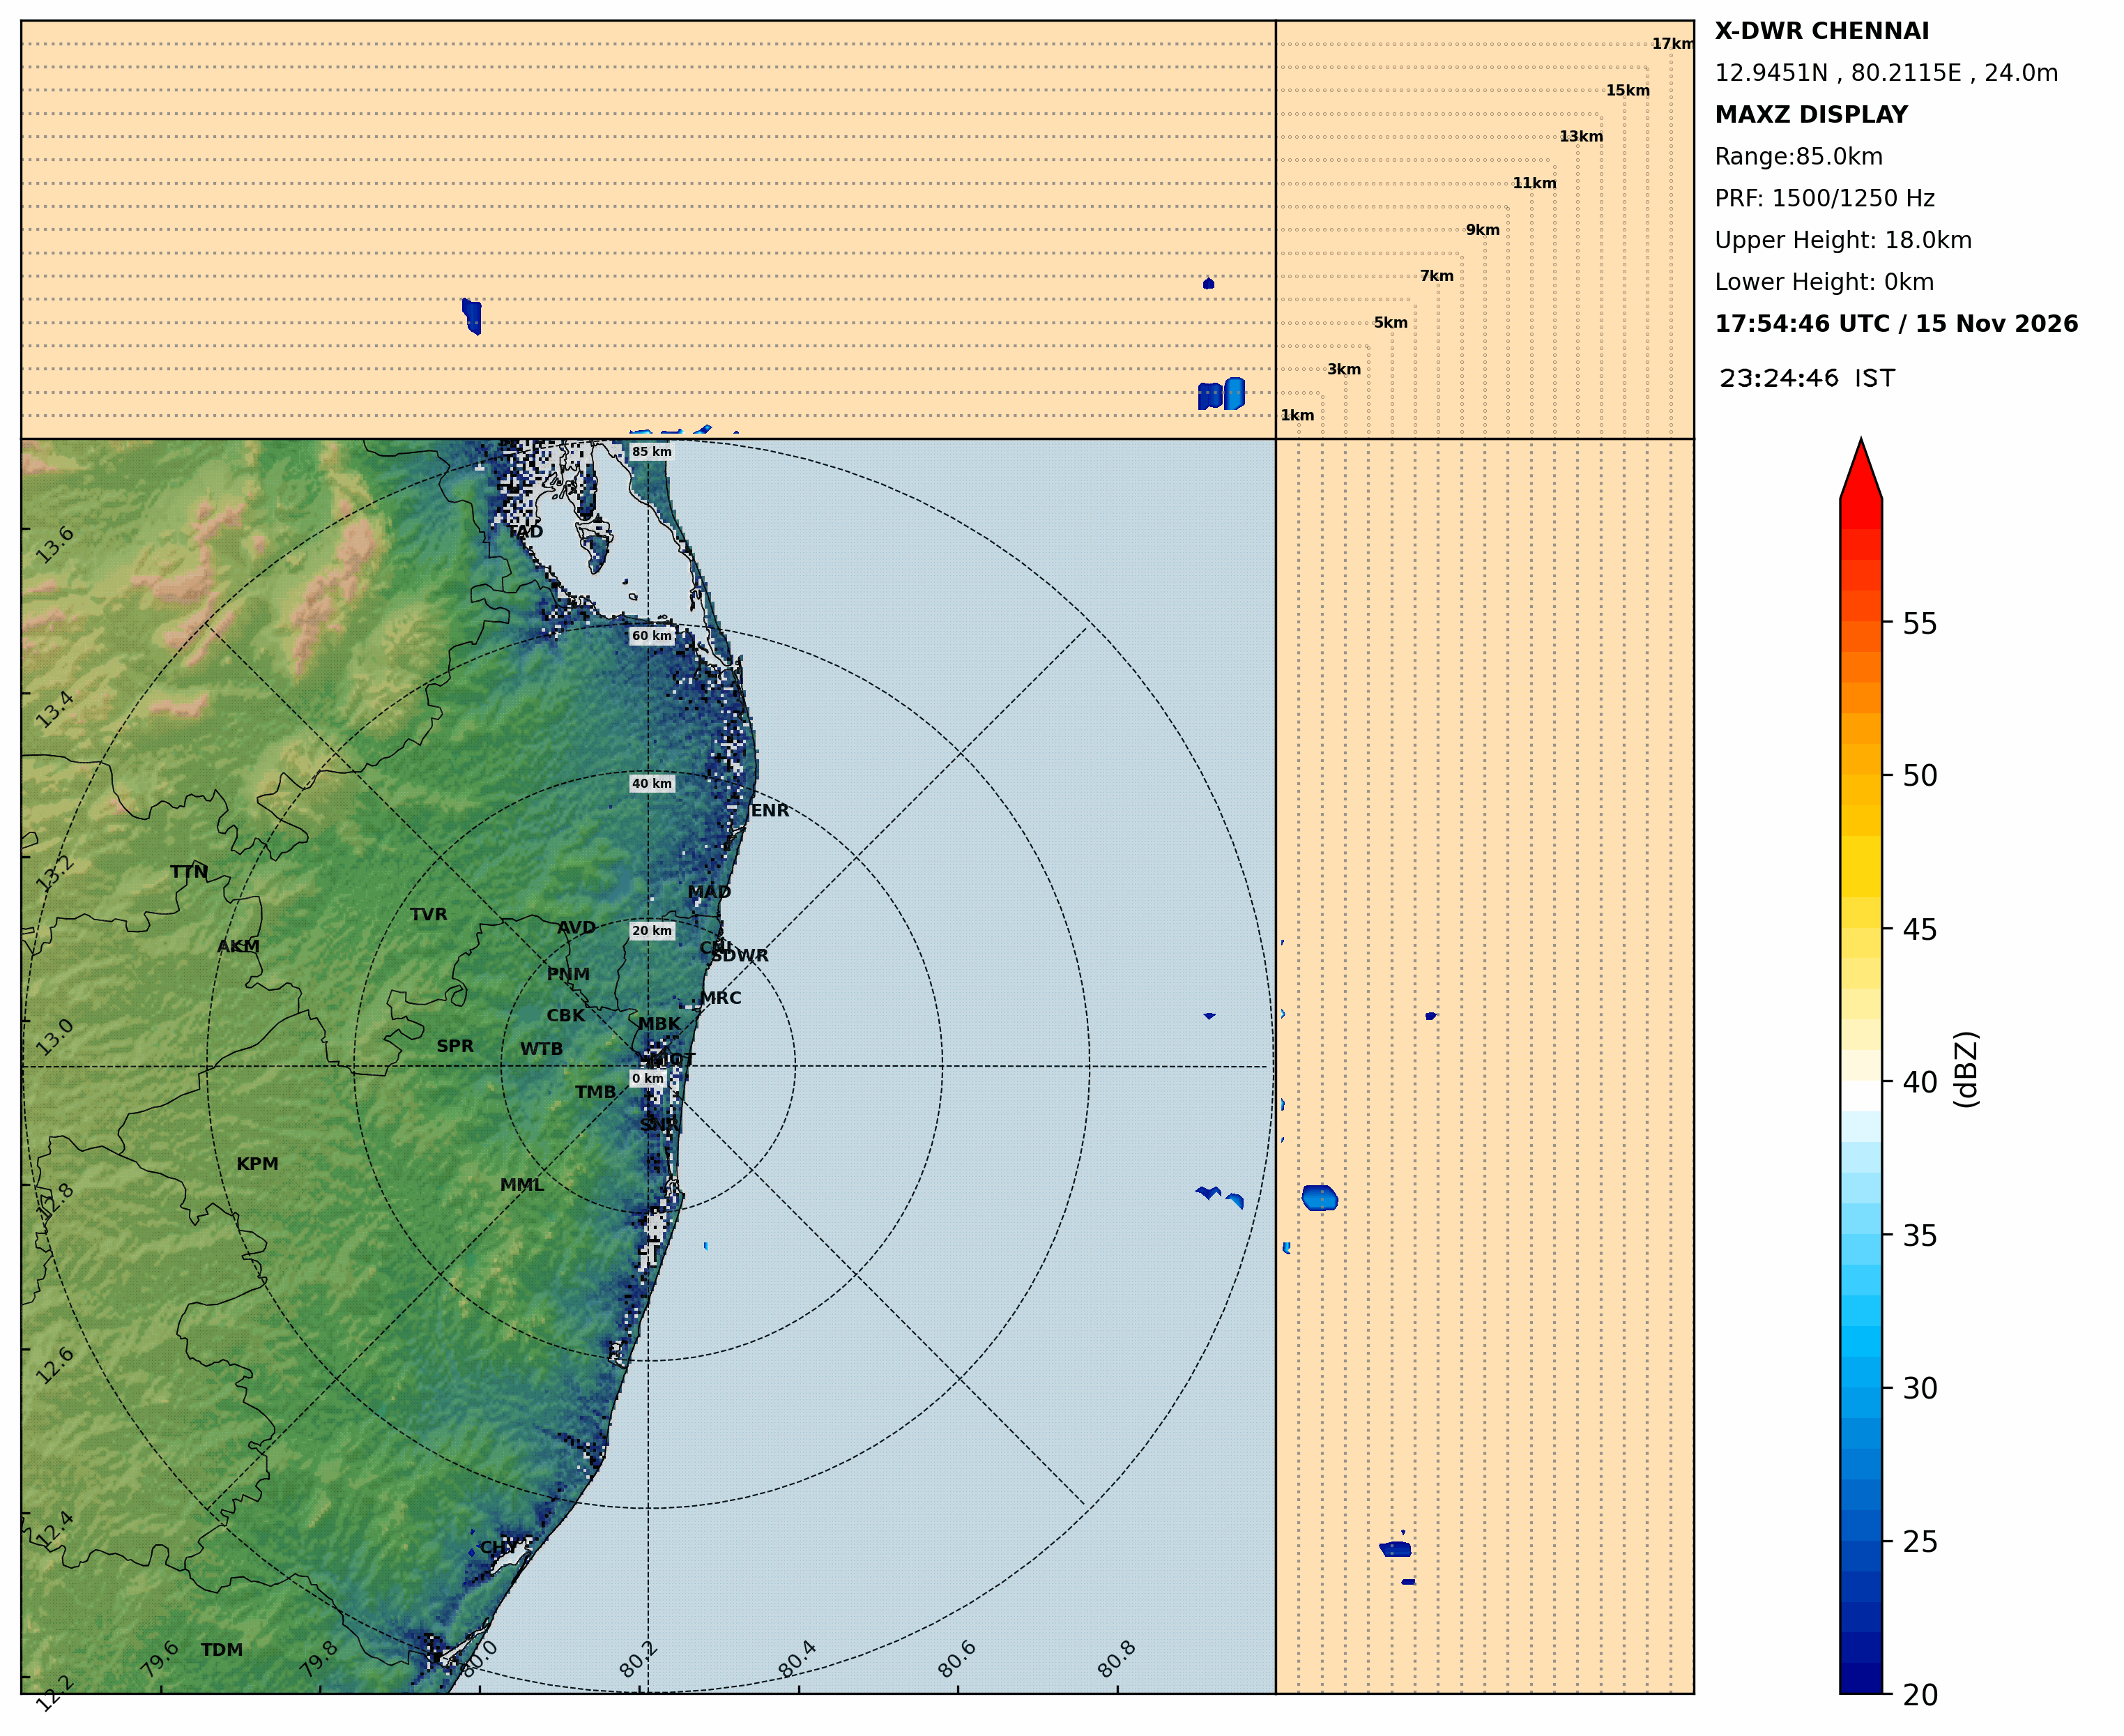 17km
15km
13km
11km
9km
7km
5km
3km
1km
X-DWR CHENNAI
12.9451N , 80.2115E , 24.0m
MAXZ DISPLAY
Range:85.0km
PRF: 1500/1250 Hz
Upper Height: 18.0km
Lower Height: 0km
17:54:46 UTC / 15 Nov 2026
23:24:46 IST
85 km
TAD
13.6
60 km
13.4
40 km
ENR
13.2
TTN
MAD
TVR
AVD
20 km
AKM
SDWR
PNM
MRC
CBK
MBK
13.0
SPR
WTB
0 km
TMB
SNR
KPM
MML
12.8
12.6
12.4
CHY
TDM
12.2
79.6
79.8
80.0
80.2
80.4
80.6
80.8
55
50
45
40
35
30
25
20
(dBZ)